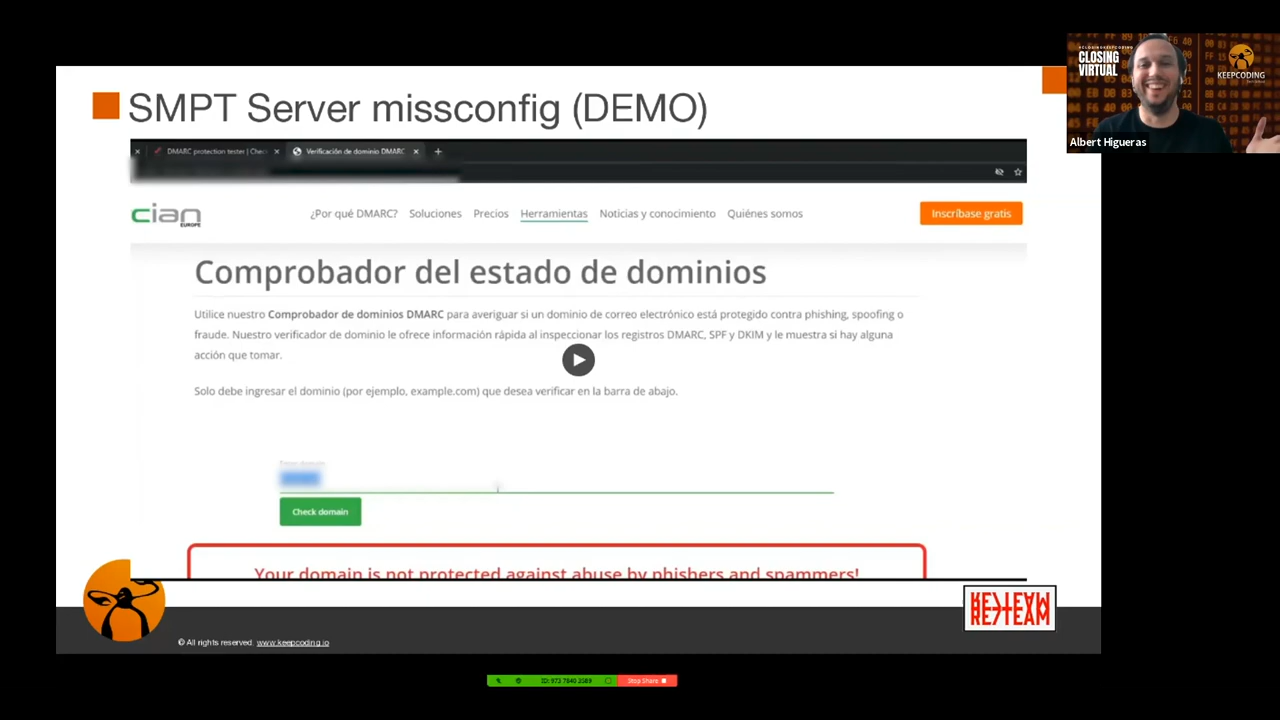 SMPT Server missconfig (DEMO)
DMARC protection tester | Chec
Verificación de dominio DMARC
cian
EUROPE
¿Por qué DMARC? Soluciones Precios Herramientas Noticias y conocimiento Quiénes somos
Inscríbase gratis
Comprobador del estado de dominios
Utilice nuestro Comprobador de dominios DMARC para averiguar si un dominio de correo electrónico está protegido contra phishing, spoofing o
fraude. Nuestro verificador de dominio le ofrece información rápida al inspeccionar los registros DMARC, SPF y DKIM y le muestra si hay alguna
acción que tomar.
Solo debe ingresar el dominio (por ejemplo, example.com) que desea verificar en la barra de abajo.
Check domain
Your domain is not protected against abuse by phishers and spammers!
© All rights reserved. www.keepcoding.io
ID: 973 7840 3589
Stop Share
CLOSING
VIRTUAL
KEEPCODING
Albert Higueras